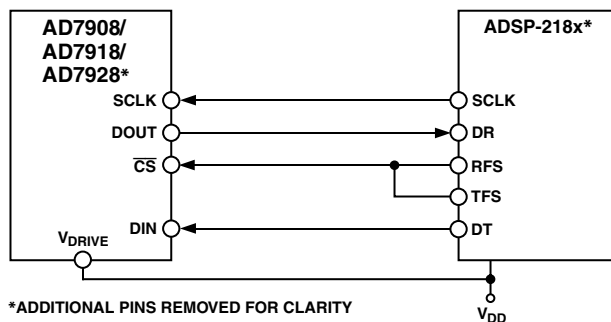 AD7908/
AD7918/
AD7928*
SCLK
DOUT
CS
DIN
VDRIVE
ADSP-218x*
SCLK
DR
RFS
TFS
DT
VDD
*ADDITIONAL PINS REMOVED FOR CLARITY